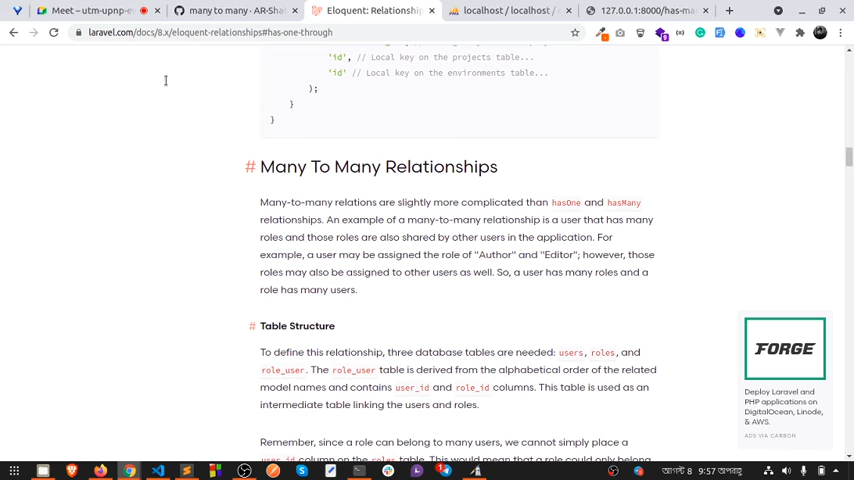 Meet – utm-upnp-ev
many to many · AR-Shah
Eloquent: Relationship
localhost / localhost /
127.0.0.1:8000/has-ma
laravel.com/docs/8.x/eloquent-relationships#has-one-through
'id', // Local key on the projects table...
'id' // Local key on the environments table...
);
}
}
# Many To Many Relationships
Many-to-many relations are slightly more complicated than hasOne and hasMany
relationships. An example of a many-to-many relationship is a user that has many
roles and those roles are also shared by other users in the application. For
example, a user may be assigned the role of "Author" and "Editor"; however, those
roles may also be assigned to other users as well. So, a user has many roles and a
role has many users.
# Table Structure
To define this relationship, three database tables are needed: users, roles, and
role_user. The role_user table is derived from the alphabetical order of the related
model names and contains user_id and role_id columns. This table is used as an
intermediate table linking the users and roles.
Remember, since a role can belong to many users, we cannot simply place a
user_id column on the roles table. This would mean that a role could only belong
FORGE
Deploy Laravel and
PHP applications on
DigitalOcean, Linode,
& AWS.
ADS VIA CARBON
আগস্ট 8 9:57 অপরাহ্ণ